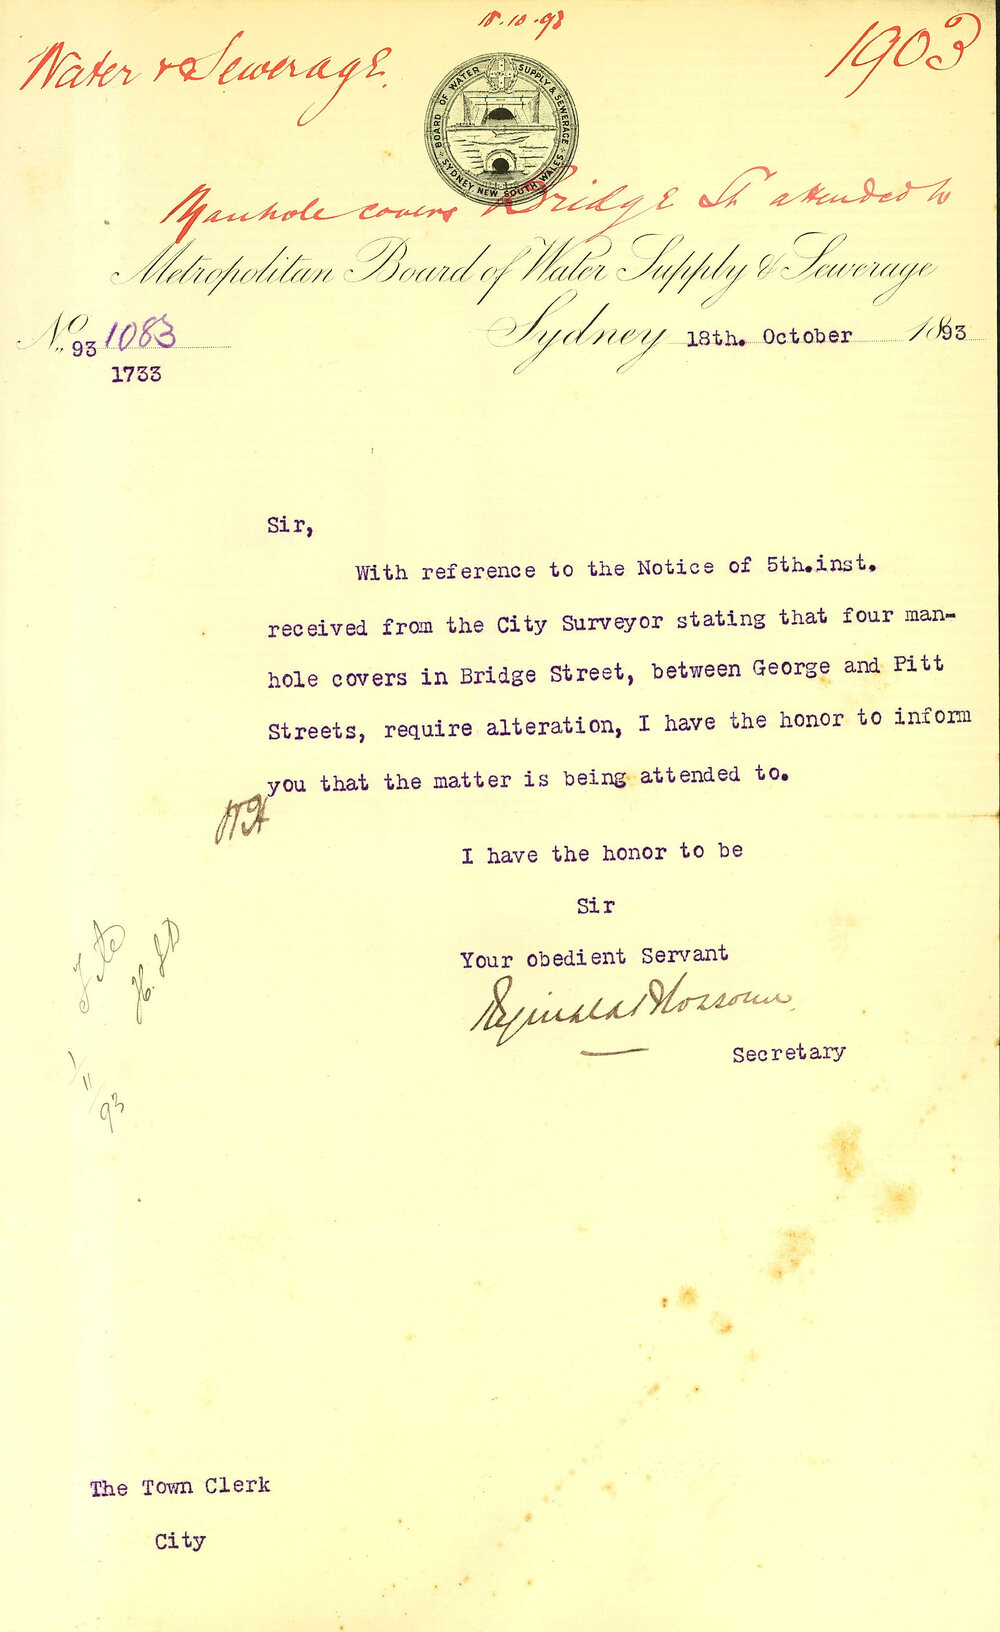 18.10.93
Water & Sewerage.
1903
BOARD OF WATER SUPPLY & SEWERAGE
SYDNEY NEW SOUTH WALES
Manhole covers Bridge St attended to
Metropolitan Board of Water Supply & Sewerage
No. 93 1083
1733
Sydney 18th. October 1893
Sir,
With reference to the Notice of 5th.inst.
received from the City Surveyor stating that four man-
hole covers in Bridge Street, between George and Pitt
Streets, require alteration, I have the honor to inform
you that the matter is being attended to.
I have the honor to be
Sir
Your obedient Servant
Secretary
1/11/93
The Town Clerk
City